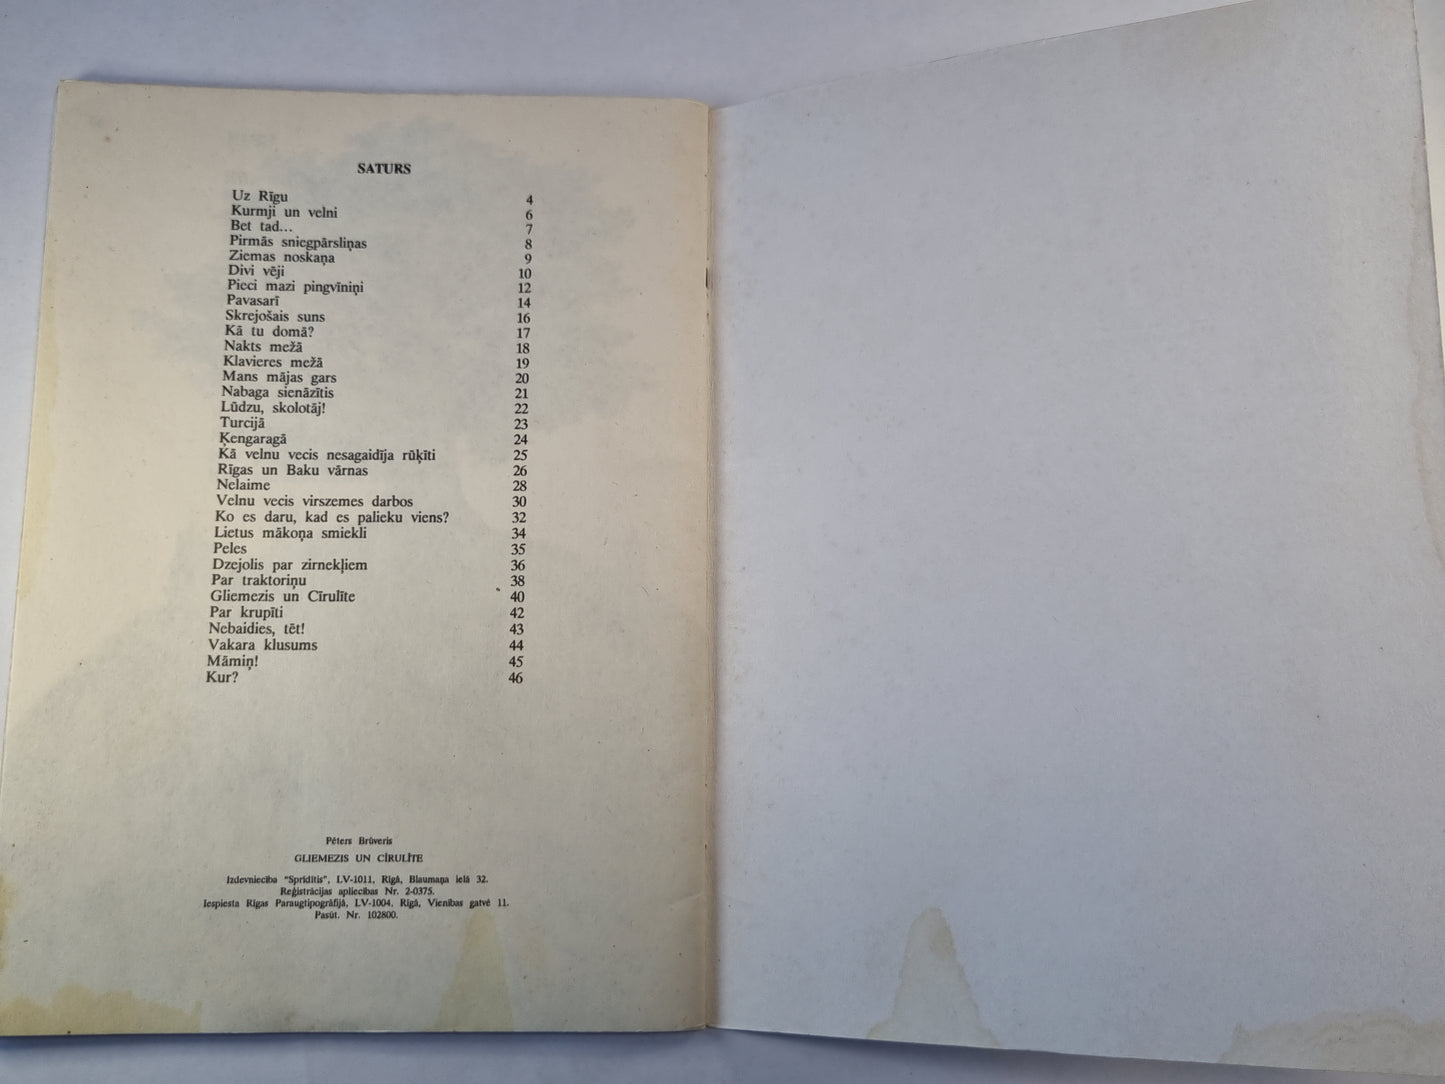 SATURS
Uz Rīgu 4
Kurmji un velni 6
Bet tad... 7
Pirmās sniegpārsliņas 8
Ziemas noskaņa 9
Divi vēji 10
Pieci mazi pingvīniņi 12
Pavasarī 14
Skrejošais suns 16
Kā tu domā? 17
Nakts mežā 18
Klavieres mežā 19
Mans mājas gars 20
Nabaga sienāzītis 21
Lūdzu, skolotāj! 22
Turcijā 23
Ķengaragā 24
Kā velnu vecis nesagaidīja rūķīti 25
Rīgas un Baku vārnas 26
Nelaime 28
Velnu vecis virszemes darbos 30
Ko es daru, kad es palieku viens? 32
Lietus mākoņa smiekli 34
Peles 35
Dzejolis par zirnekļiem 36
Par traktoriņu 38
Gliemezis un Cīrulīte 40
Par krupīti 42
Nebaidies, tēt! 43
Vakara klusums 44
Māmiņ! 45
Kur? 46
Pēters Brūveris
GLIEMEZIS UN CĪRULĪTE
Izdevniecība "Sprīdītis", LV-1011, Rīgā, Blaumaņa ielā 32.
Reģistrācijas apliecības Nr. 2-0375.
Iespiesta Rīgas Paraugtipogrāfijā, LV-1004, Rīgā, Vienības gatvē 11.
Pasūt. Nr. 102800.